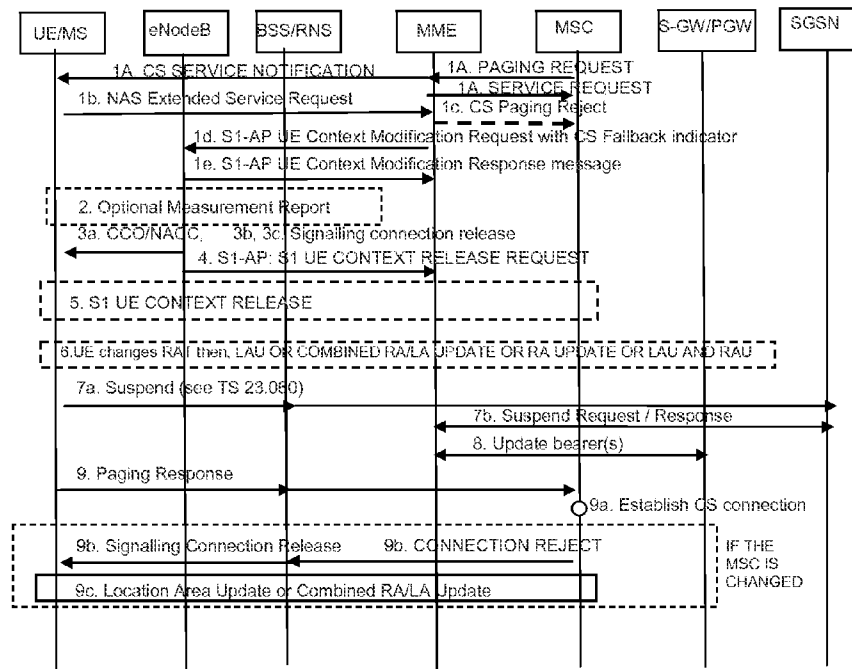 UE/MS
eNodeB
BSS/RNS
MME
MSC
S-GW/PGW
SGSN
1A. CS SERVICE NOTIFICATION
1A. PAGING REQUEST
1A. SERVICE REQUEST
1b. NAS Extended Service Request
1c. CS Paging Reject
1d. S1-AP UE Context Modification Request with CS Fallback indicator
1e. S1-AP UE Context Modification Response message
2. Optional Measurement Report
3a. CCO/NACC, 3b, 3c. Signalling connection release
4. S1-AP: S1 UE CONTEXT RELEASE REQUEST
5. S1 UE CONTEXT RELEASE
6.UE changes RAT then, LAU OR COMBINED RA/LA UPDATE OR RA UPDATE OR LAU AND RAU
7a. Suspend (see TS 23.060)
7b. Suspend Request / Response
8. Update bearer(s)
9. Paging Response
9a. Establish CS connection
9b. Signalling Connection Release
9b. CONNECTION REJECT
IF THE
MSC IS
CHANGED
9c. Location Area Update or Combined RA/LA Update